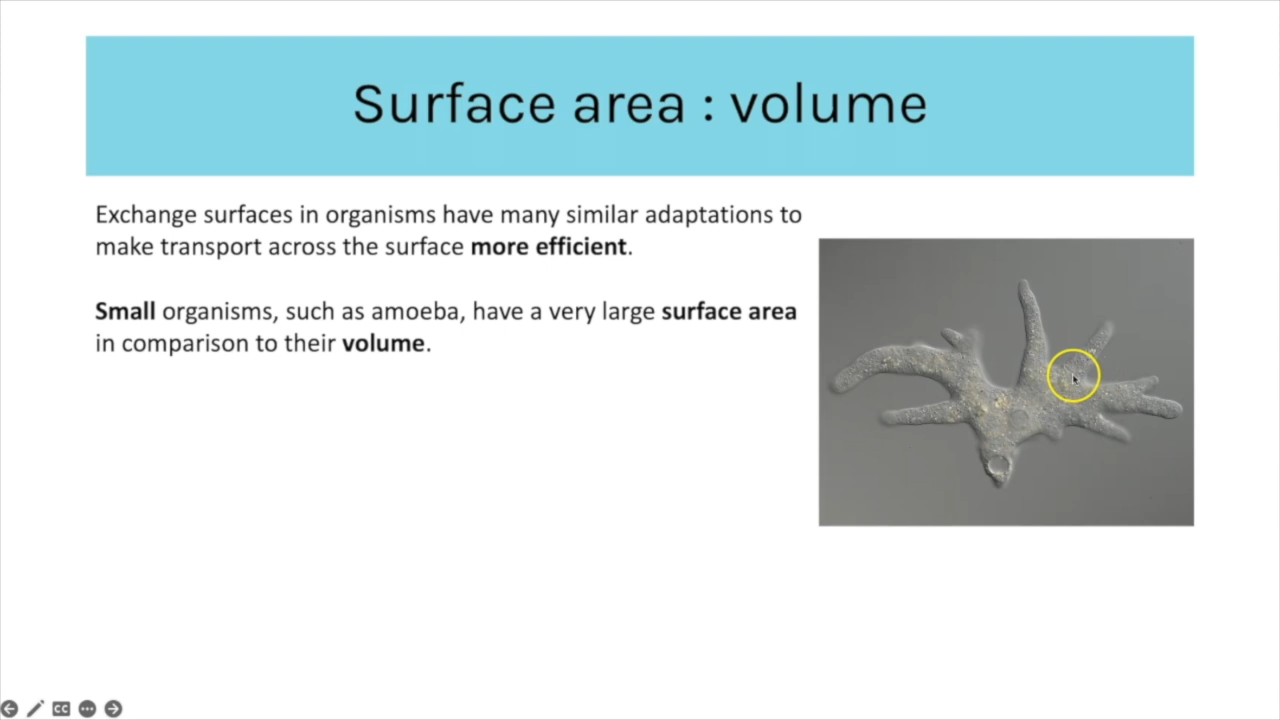 Surface area : volume
Exchange surfaces in organisms have many similar adaptations to
make transport across the surface more efficient.
Small organisms, such as amoeba, have a very large surface area
in comparison to their volume.
CC